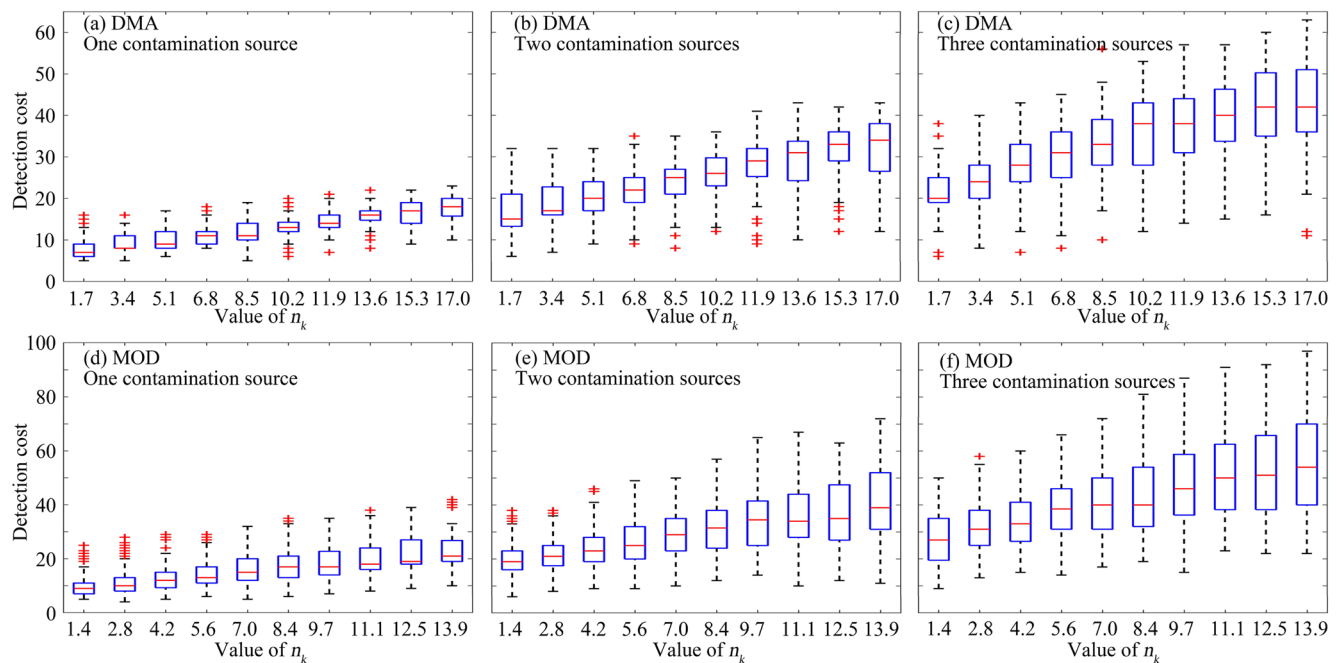 (a) DMA
One contamination source
(b) DMA
Two contamination sources
(c) DMA
Three contamination sources
Detection cost
60
50
40
30
20
10
0
1.7 3.4 5.1 6.8 8.5 10.2 11.9 13.6 15.3 17.0
1.7 3.4 5.1 6.8 8.5 10.2 11.9 13.6 15.3 17.0
1.7 3.4 5.1 6.8 8.5 10.2 11.9 13.6 15.3 17.0
Value of nk
Value of nk
Value of nk
(d) MOD
One contamination source
(e) MOD
Two contamination sources
(f) MOD
Three contamination sources
Detection cost
100
80
60
40
20
0
1.4 2.8 4.2 5.6 7.0 8.4 9.7 11.1 12.5 13.9
1.4 2.8 4.2 5.6 7.0 8.4 9.7 11.1 12.5 13.9
1.4 2.8 4.2 5.6 7.0 8.4 9.7 11.1 12.5 13.9
Value of nk
Value of nk
Value of nk